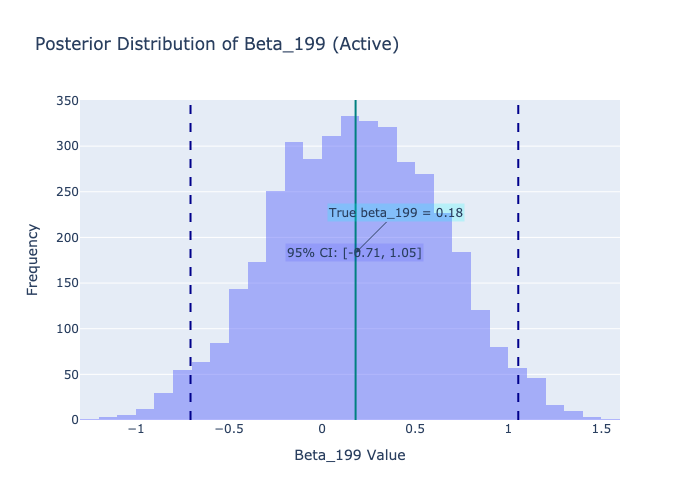 Posterior Distribution of Beta_199 (Active)
350
300
250
200
150
100
50
0
Frequency
True beta_199 = 0.18
95% CI: [-0.71, 1.05]
−1
−0.5
0
0.5
1
1.5
Beta_199 Value